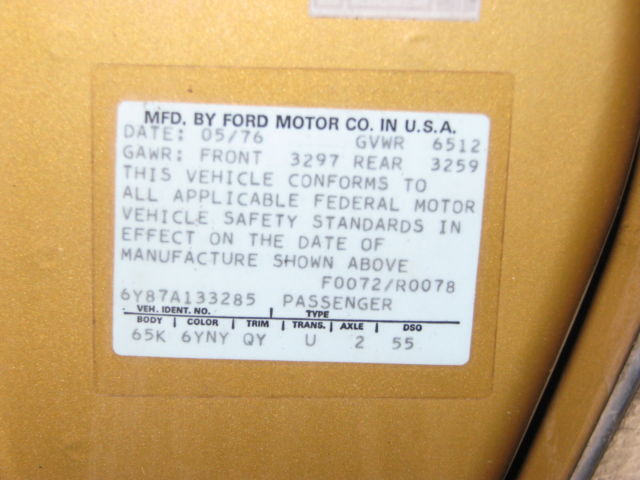 MFD. BY FORD MOTOR CO. IN U.S.A.
DATE: 05/76 GVWR 6512
GAWR: FRONT 3297 REAR 3259
THIS VEHICLE CONFORMS TO
ALL APPLICABLE FEDERAL MOTOR
VEHICLE SAFETY STANDARDS IN
EFFECT ON THE DATE OF
MANUFACTURE SHOWN ABOVE
F0072/R0078
6Y87A133285 PASSENGER
VEH. IDENT. NO. TYPE
BODY COLOR TRIM TRANS. AXLE DSO
65K 6YNY QY U 2 55